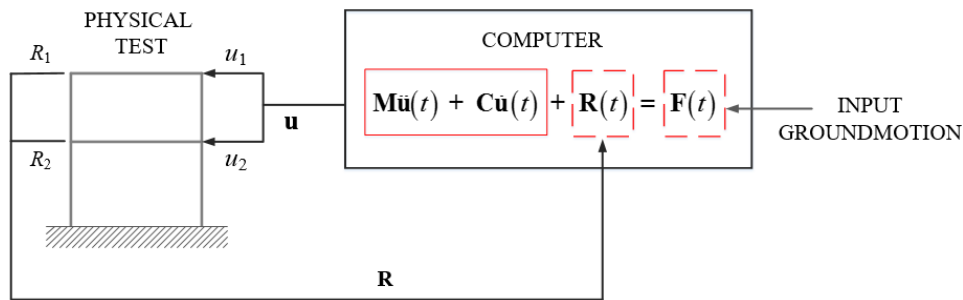 PHYSICAL
TEST
R₁
u₁
R₂
u₂
u
COMPUTER
Mü(t) + Cu̇(t) + R(t) = F(t)
INPUT
GROUNDMOTION
R